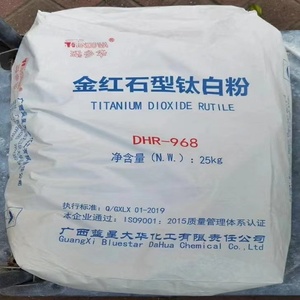 金红石型钛白粉
TITANIUM DIOXIDE RUTILE
DHR-968
净含量(N.W.):25kg
执行标准:Q/GXLX 01-2019
本企业通过:ISO9001:2015质量管理体系认证
广西蓝星大华化工有限责任公司
GuangXi Bluestar DaHua Chemical Co.,Ltd